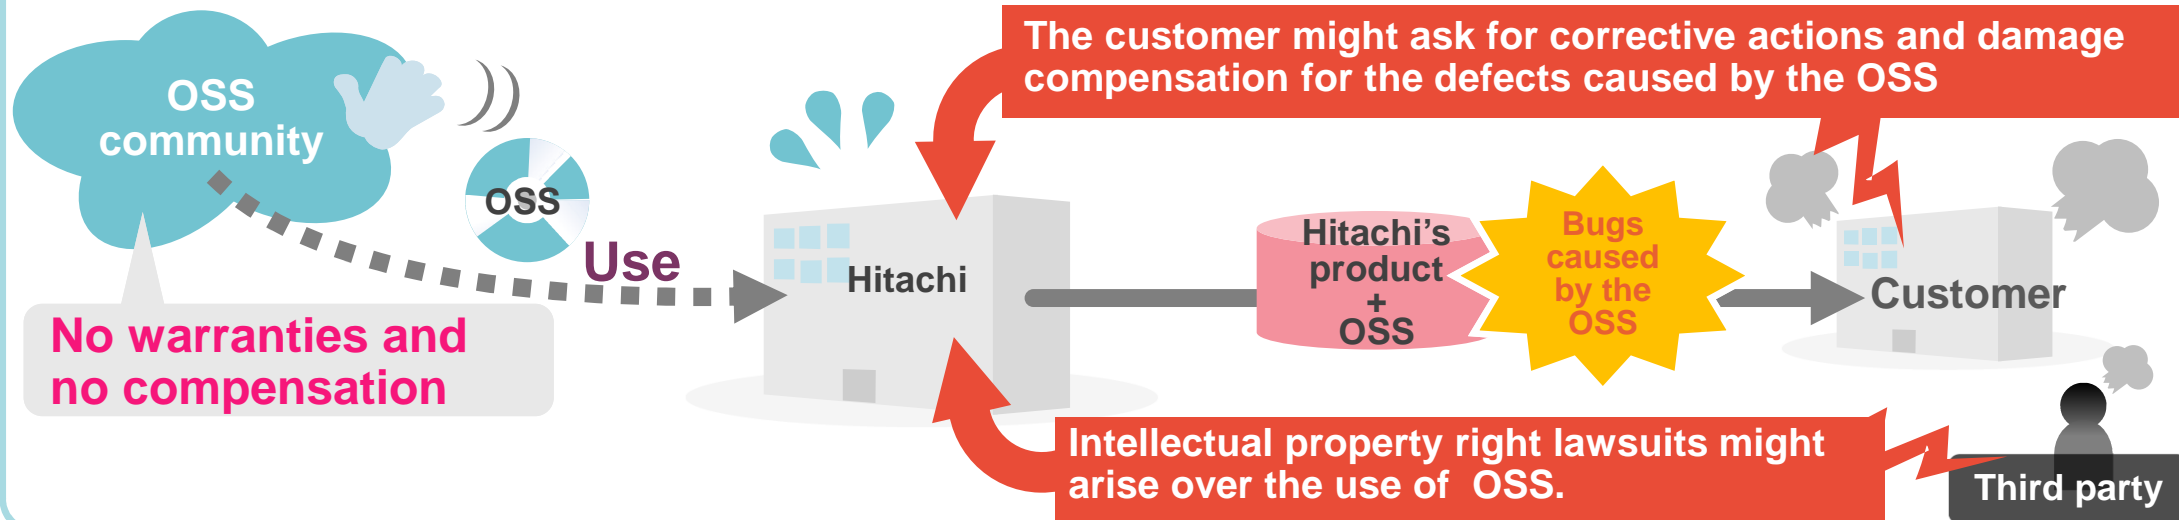 The customer might ask for corrective actions and damage
compensation for the defects caused by the OSS
OSS
community
OSS
Use
No warranties and
no compensation
Hitachi
Hitachi’s
product
+
OSS
Bugs
caused
by the
OSS
Customer
Intellectual property right lawsuits might
arise over the use of  OSS.
Third party